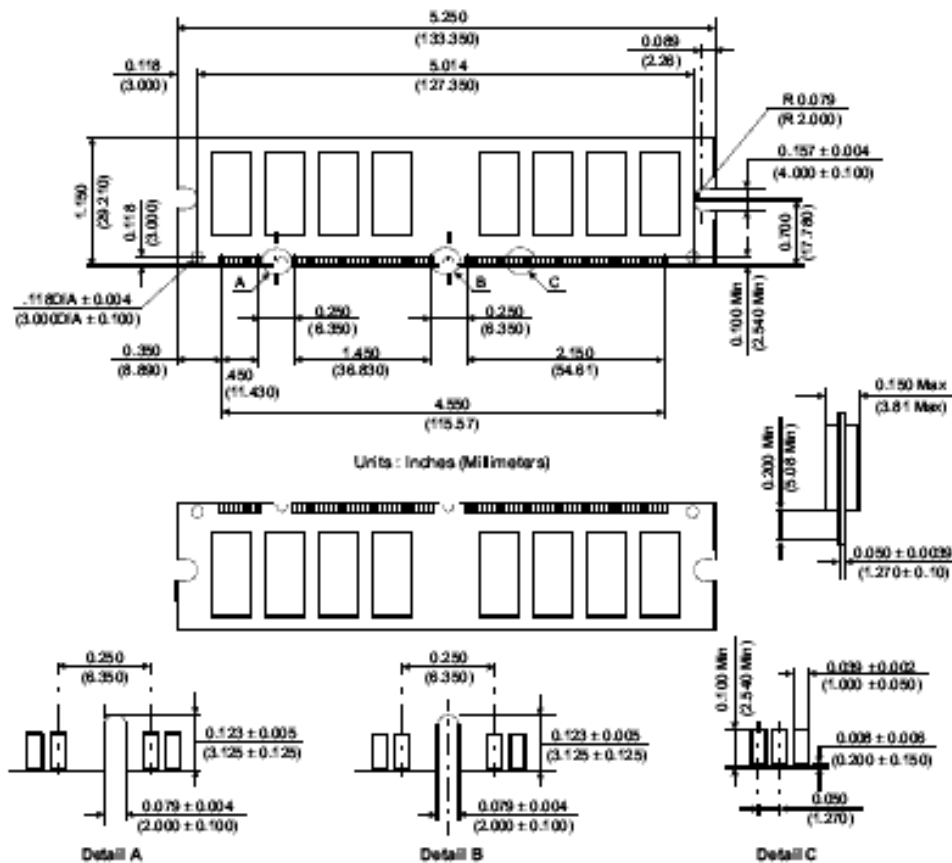 5.250
(133.350)
0.089
(2.26)
0.118
(3.000)
5.014
(127.350)
R 0.079
(R 2.000)
0.157 ± 0.004
(4.000 ± 0.100)
1.150
(29.210)
0.118
(3.000)
0.700
(17.780)
A
B
C
.118DIA ± 0.004
(3.000DIA ± 0.100)
0.250
(6.350)
0.250
(6.350)
0.100 Min
(2.540 Min)
0.350
(8.890)
.450
(11.430)
1.450
(36.830)
2.150
(54.61)
4.550
(115.57)
0.150 Max
(3.81 Max)
Units : Inches (Millimeters)
0.200 Min
(5.08 Min)
0.050 ± 0.0039
(1.270 ± 0.10)
0.250
(6.350)
0.123 ± 0.005
(3.125 ± 0.125)
0.079 ± 0.004
(2.000 ± 0.100)
Detail A
0.250
(6.350)
0.123 ± 0.005
(3.125 ± 0.125)
0.079 ± 0.004
(2.000 ± 0.100)
Detail B
0.100 Min
(2.540 Min)
0.039 ± 0.002
(1.000 ± 0.050)
(0.200 ± 0.150)
0.050
(1.270)
Detail C